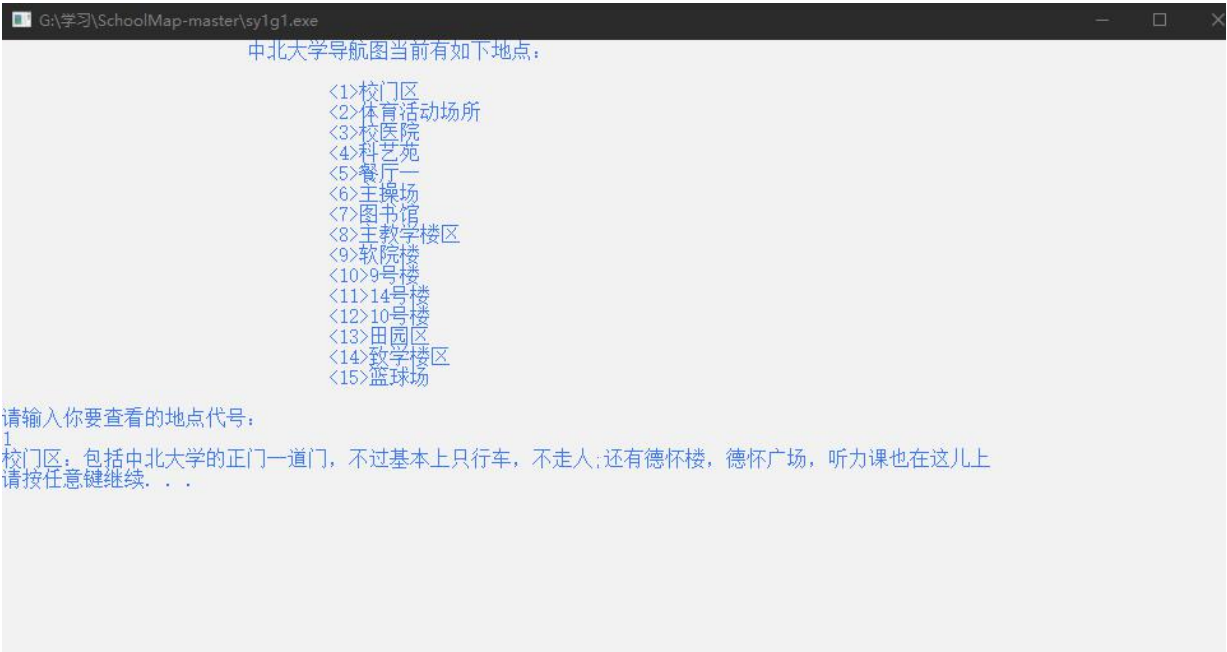 G:\学习\SchoolMap-master\sy1g1.exe
中北大学导航图当前有如下地点:
<1>校门区
<2>体育活动场所
<3>校医院
<4>科艺苑
<5>餐厅一
<6>主操场
<7>图书馆
<8>主教学楼区
<9>软院楼
<10>9号楼
<11>14号楼
<12>10号楼
<13>田园区
<14>致学楼区
<15>篮球场
请输入你要查看的地点代号:
1
校门区: 包括中北大学的正门一道门, 不过基本上只行车, 不走人;还有德怀楼, 德怀广场, 听力课也在这儿上
请按任意键继续. . .